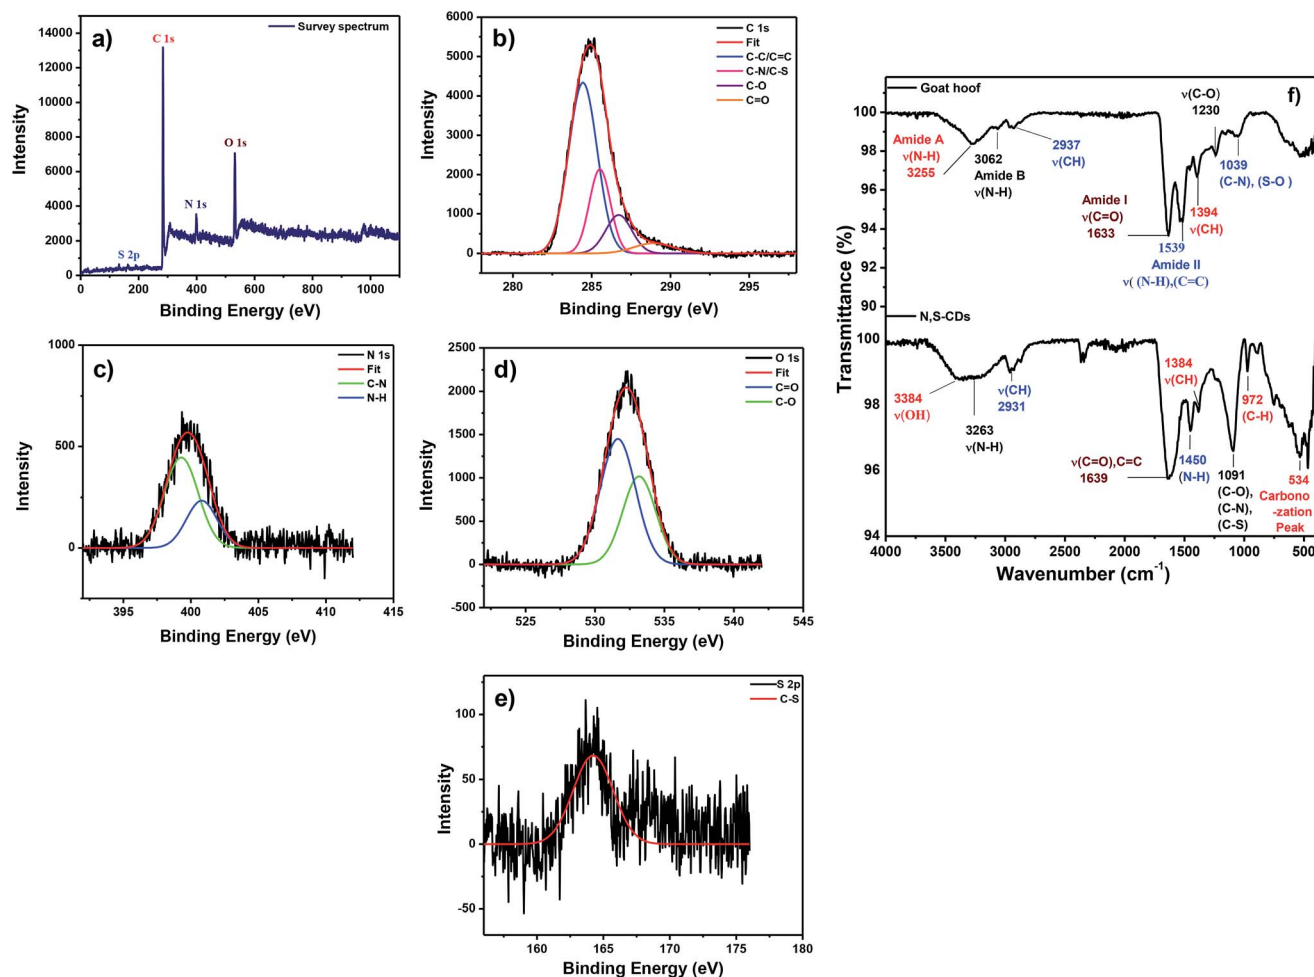 a)
Survey spectrum
C 1s
O 1s
N 1s
S 2p
14000
12000
10000
8000
6000
4000
2000
0
0 200 400 600 800 1000
Intensity
Binding Energy (eV)
b)
C 1s
Fit
C-C/C=C
C-N/C-S
C-O
C=O
6000
5000
4000
3000
2000
1000
0
280 285 290 295
Intensity
Binding Energy (eV)
c)
N 1s
Fit
C-N
N-H
1000
500
0
395 400 405 410 415
Intensity
Binding Energy (eV)
d)
O 1s
Fit
C=O
C-O
2500
2000
1500
1000
500
0
-500
525 530 535 540 545
Intensity
Binding Energy (eV)
e)
S 2p
C-S
100
50
0
-50
160 165 170 175 180
Intensity
Binding Energy (eV)
f)
Goat hoof
ν(C-O)
1230
Amide A
ν(N-H)
3255
3062
Amide B
ν(N-H)
2937
ν(CH)
1039
(C-N), (S-O )
Amide I
ν(C=O)
1633
1394
ν(CH)
1539
Amide II
ν( (N-H),(C=C)
100
98
96
94
92
90
N,S-CDs
3384
ν(OH)
3263
ν(N-H)
ν(CH)
2931
1384
ν(CH)
972
(C-H)
ν(C=O),C=C
1639
1450
(N-H)
1091
(C-O),
(C-N),
(C-S)
534
Carbono
-zation
Peak
100
98
96
94
4000 3000 2000 1500 1000 500
Transmittance (%)
Wavenumber (cm⁻¹)